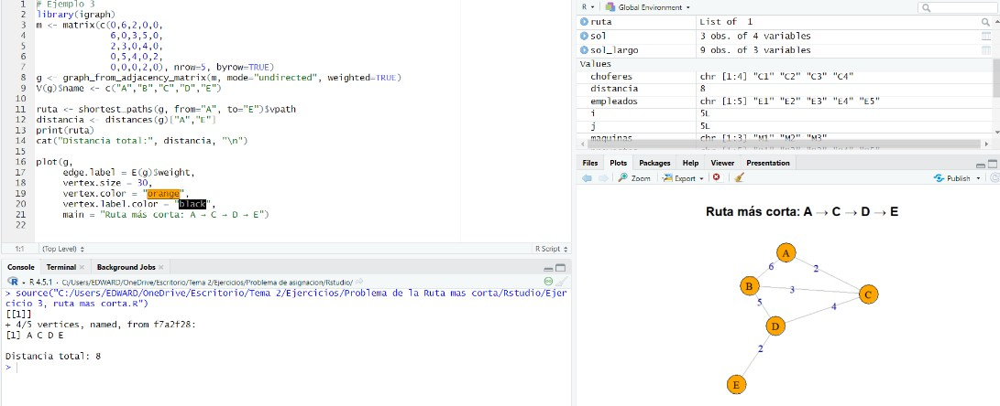 1 # Ejemplo 3
2 library(igraph)
3 m <- matrix(c(0,6,2,0,0,
4 6,0,3,5,0,
5 2,3,0,4,0,
6 0,5,4,0,2,
7 0,0,0,2,0), nrow=5, byrow=TRUE)
8 g <- graph_from_adjacency_matrix(m, mode="undirected", weighted=TRUE)
9 V(g)$name <- c("A","B","C","D","E")
10
11 ruta <- shortest_paths(g, from="A", to="E")$vpath
12 distancia <- distances(g)["A","E"]
13 print(ruta)
14 cat("Distancia total:", distancia, "\n")
15
16 plot(g,
17 edge.label = E(g)$weight,
18 vertex.size = 30,
19 vertex.color = "orange",
20 vertex.label.color = "black",
21 main = "Ruta más corta: A → C → D → E")
22
1:1 (Top Level) R Script
Console Terminal × Background Jobs ×
R • R 4.5.1 · C:/Users/EDWARD/OneDrive/Escritorio/Tema 2/Ejercicios/Problema de asignacion/Rstudio/
> source("C:/Users/EDWARD/OneDrive/Escritorio/Tema 2/Ejercicios/Problema de la Ruta mas corta/Rstudio/Ejer
cicio 3, ruta mas corta.R")
[[1]]
+ 4/5 vertices, named, from f7a2f28:
[1] A C D E
Distancia total: 8
>
R Global Environment
ruta List of 1
sol 3 obs. of 4 variables
sol_largo 9 obs. of 3 variables
Values
choferes chr [1:4] "C1" "C2" "C3" "C4"
distancia 8
empleados chr [1:5] "E1" "E2" "E3" "E4" "E5"
i 5L
j 5L
maquinas chr [1:3] "M1" "M2" "M3"
Files Plots Packages Help Viewer Presentation
Zoom Export Publish
Ruta más corta: A → C → D → E
A
6 2
B
3
C
5
4
D
2
E